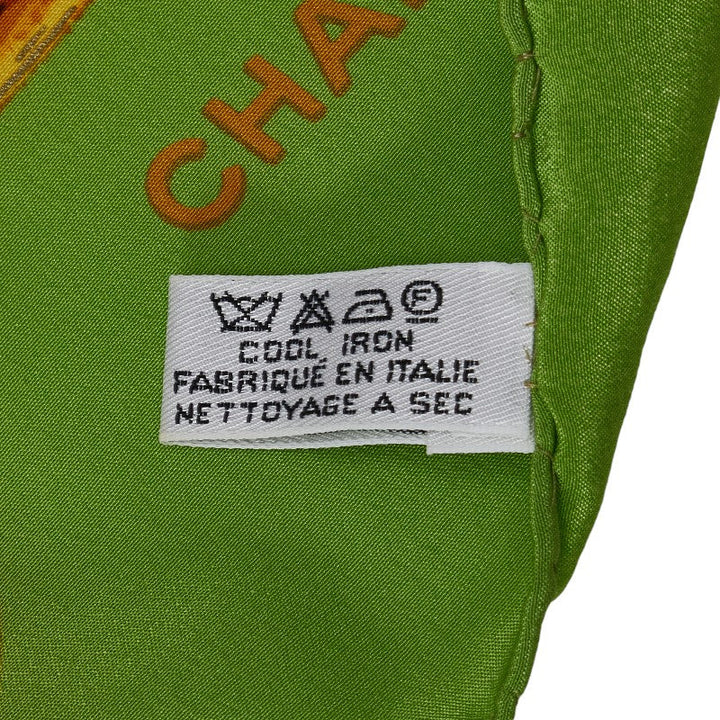 CHA
F
COOL IRON
FABRIQUÉ EN ITALIE
NETTOYAGE A SEC